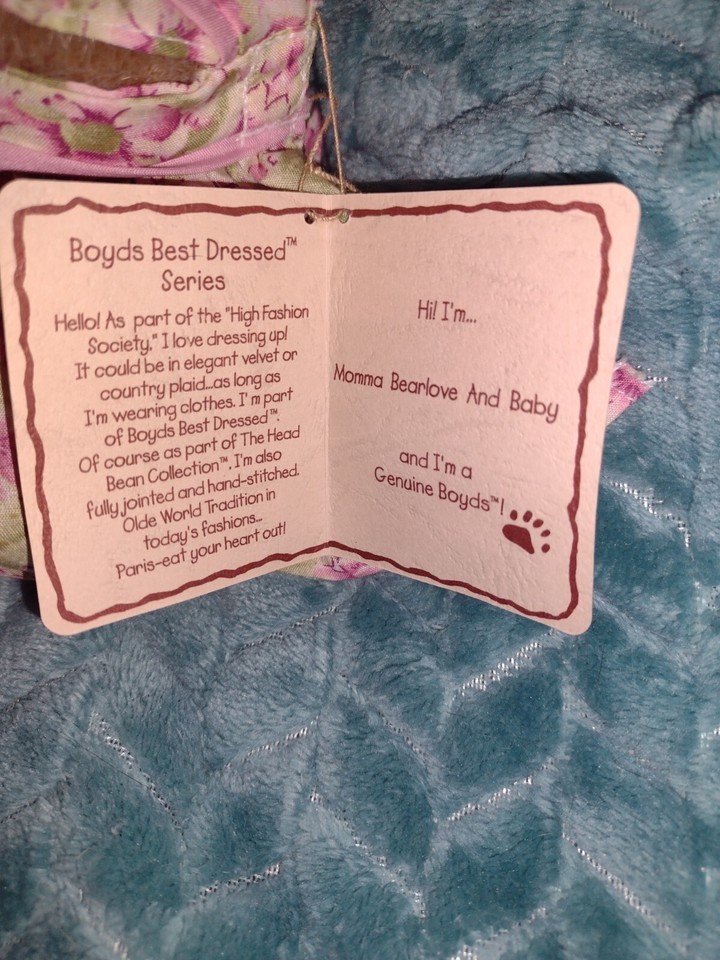 Boyds Best Dressed™
Series
Hello! As part of the "High Fashion
Society," I love dressing up!
It could be in elegant velvet or
country plaid...as long as
I'm wearing clothes. I'm part
of Boyds Best Dressed™.
Of course as part of The Head
Bean Collection™, I'm also
fully jointed and hand-stitched.
Olde World Tradition in
today's fashions...
Paris-eat your heart out!
Hi! I'm...
Momma Bearlove And Baby
and I'm a
Genuine Boyds™!